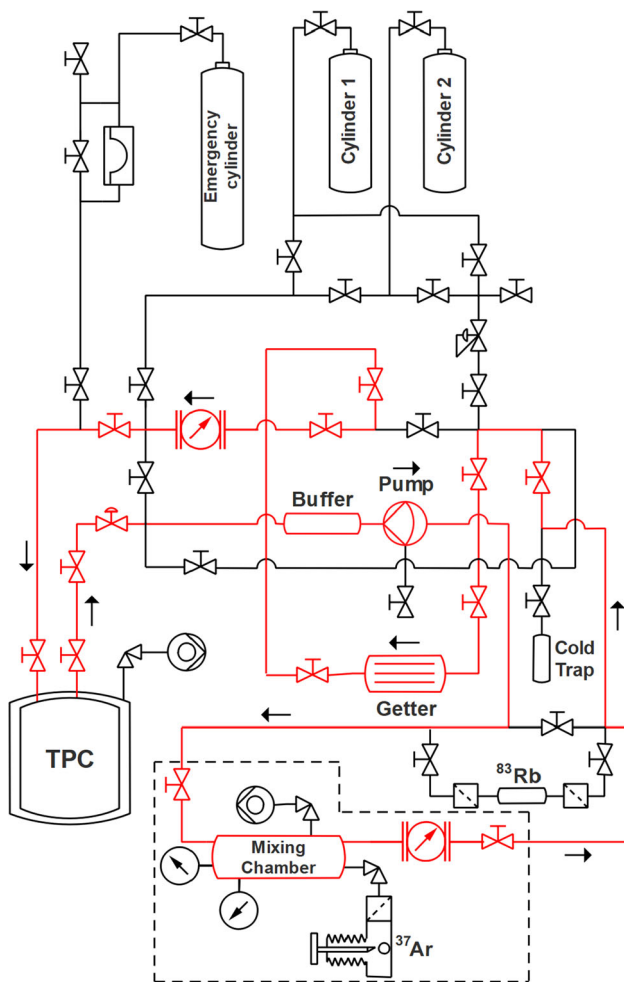 Emergency
cylinder
Cylinder 1
Cylinder 2
Buffer
Pump
Cold
Trap
Getter
TPC
⁸³Rb
Mixing
Chamber
³⁷Ar